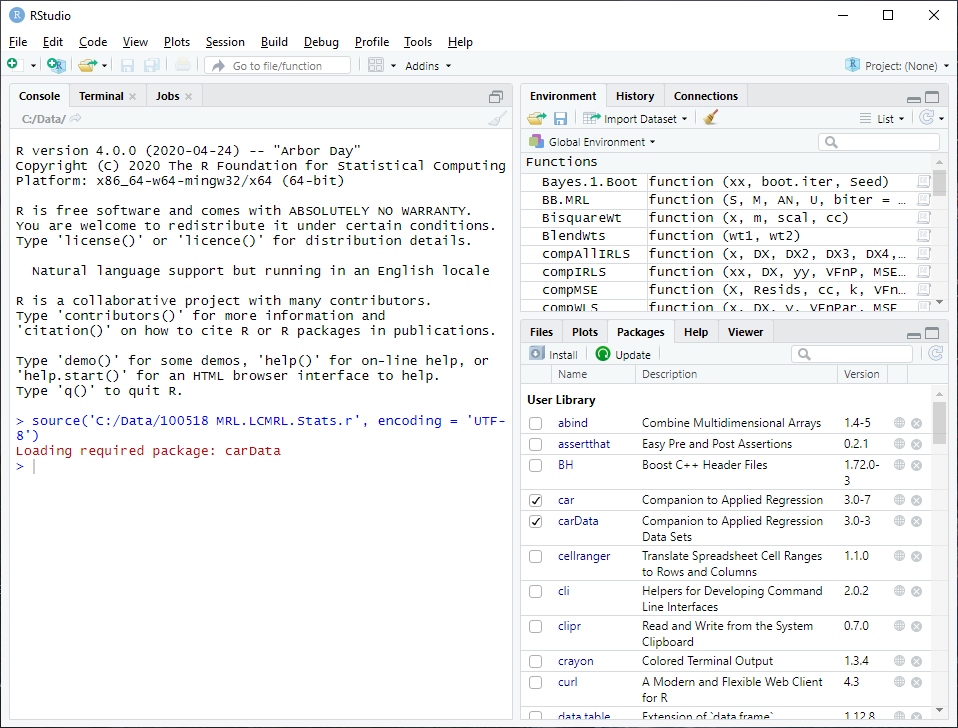 RStudio
File Edit Code View Plots Session Build Debug Profile Tools Help
Go to file/function Addins Project: (None)
Console Terminal Jobs
C:/Data/
R version 4.0.0 (2020-04-24) -- "Arbor Day"
Copyright (C) 2020 The R Foundation for Statistical Computing
Platform: x86_64-w64-mingw32/x64 (64-bit)
R is free software and comes with ABSOLUTELY NO WARRANTY.
You are welcome to redistribute it under certain conditions.
Type 'license()' or 'licence()' for distribution details.
Natural language support but running in an English locale
R is a collaborative project with many contributors.
Type 'contributors()' for more information and
'citation()' on how to cite R or R packages in publications.
Type 'demo()' for some demos, 'help()' for on-line help, or
'help.start()' for an HTML browser interface to help.
Type 'q()' to quit R.
> source('C:/Data/100518 MRL.LCMRL.Stats.r', encoding = 'UTF-
8')
Loading required package: carData
>
Environment History Connections
Import Dataset List
Global Environment
Functions
Bayes.1.Boot function (xx, boot.iter, Seed)
BB.MRL function (S, M, AN, U, biter = …
BisquareWt function (x, m, scal, cc)
BlendWts function (wt1, wt2)
compAllIRLS function (x, DX, DX2, DX3, DX4,…
compIRLS function (xx, DX, yy, VFnP, MSE…
compMSE function (X, Resids, cc, k, VFn…
compWLS function (x, DX, y, VFnPar, MSE
Files Plots Packages Help Viewer
Install Update
Name Description Version
User Library
abind Combine Multidimensional Arrays 1.4-5
assertthat Easy Pre and Post Assertions 0.2.1
BH Boost C++ Header Files 1.72.0-
3
car Companion to Applied Regression 3.0-7
carData Companion to Applied Regression 3.0-3
Data Sets
cellranger Translate Spreadsheet Cell Ranges 1.1.0
to Rows and Columns
cli Helpers for Developing Command 2.0.2
Line Interfaces
clipr Read and Write from the System 0.7.0
Clipboard
crayon Colored Terminal Output 1.3.4
curl A Modern and Flexible Web Client 4.3
for R
data.table Extension of `data.frame` 1.12.8